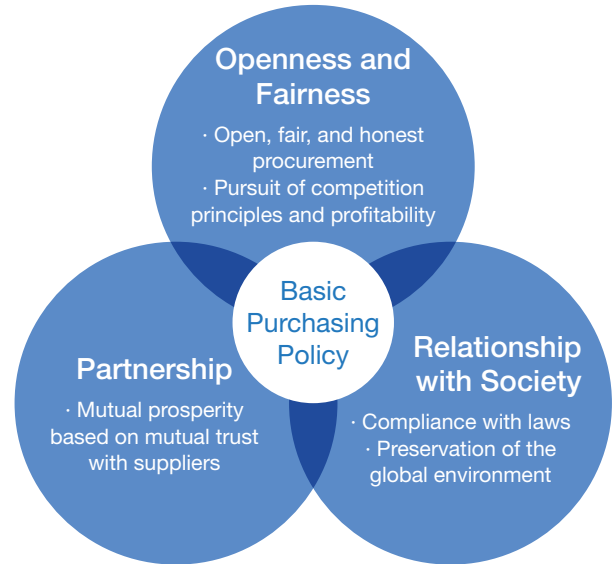 Openness and
Fairness
· Open, fair, and honest
procurement
· Pursuit of competition
principles and profitability
Basic
Purchasing
Policy
Partnership
· Mutual prosperity
based on mutual trust
with suppliers
Relationship
with Society
· Compliance with laws
· Preservation of the
global environment